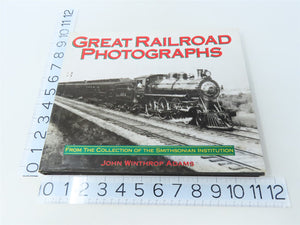 GREAT RAILROAD
PHOTOGRAPHS
FROM THE COLLECTION OF THE SMITHSONIAN INSTITUTION
JOHN WINTHROP ADAMS
0 1 2 3 4 5 6 7 8 9 10 11 12
0 1 2 3 4 5 6 7 8 9 10 11 12